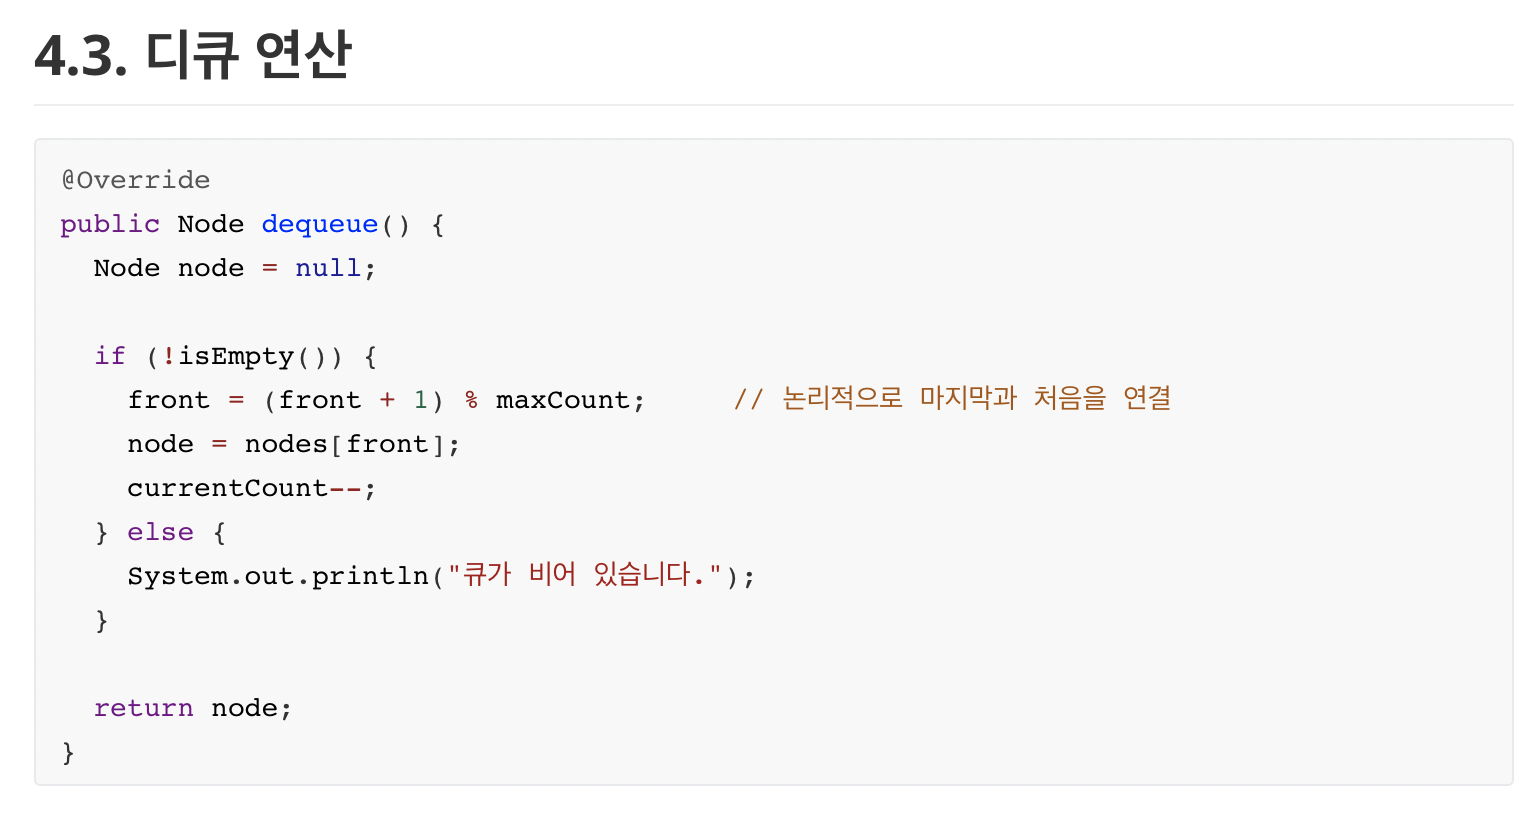 4.3. 디큐 연산
@Override
public Node dequeue() {
  Node node = null;

  if (!isEmpty()) {
    front = (front + 1) % maxCount;     // 논리적으로 마지막과 처음을 연결
    node = nodes[front];
    currentCount--;
  } else {
    System.out.println("큐가 비어 있습니다.");
  }

  return node;
}